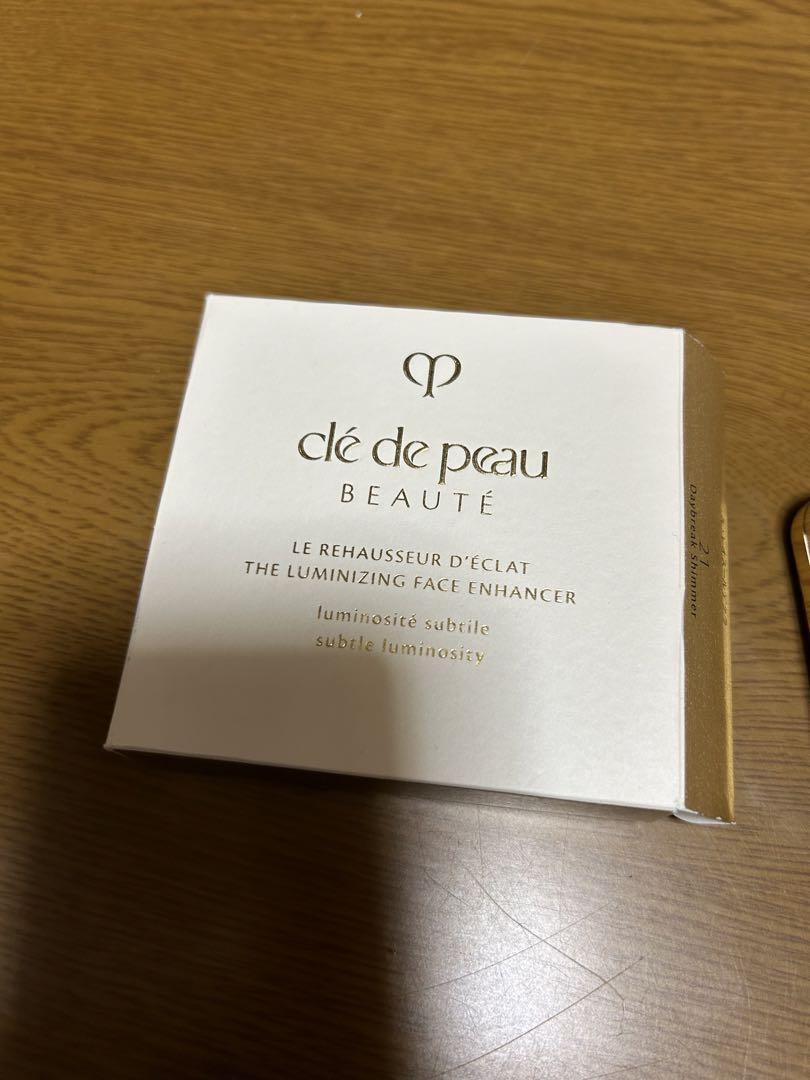 clé de peau
BEAUTÉ
LE REHAUSSEUR D'ÉCLAT
THE LUMINIZING FACE ENHANCER
luminosité subtile
subtle luminosity
21
Daybreak Shimmer